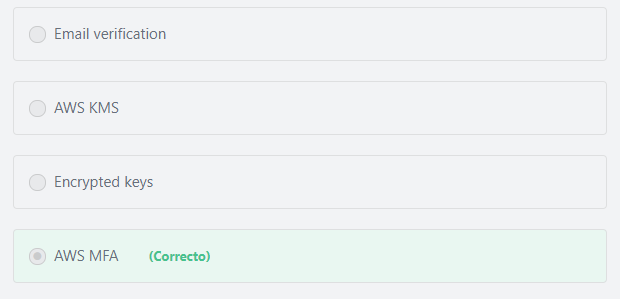 Email verification
AWS KMS
Encrypted keys
AWS MFA (Correcto)